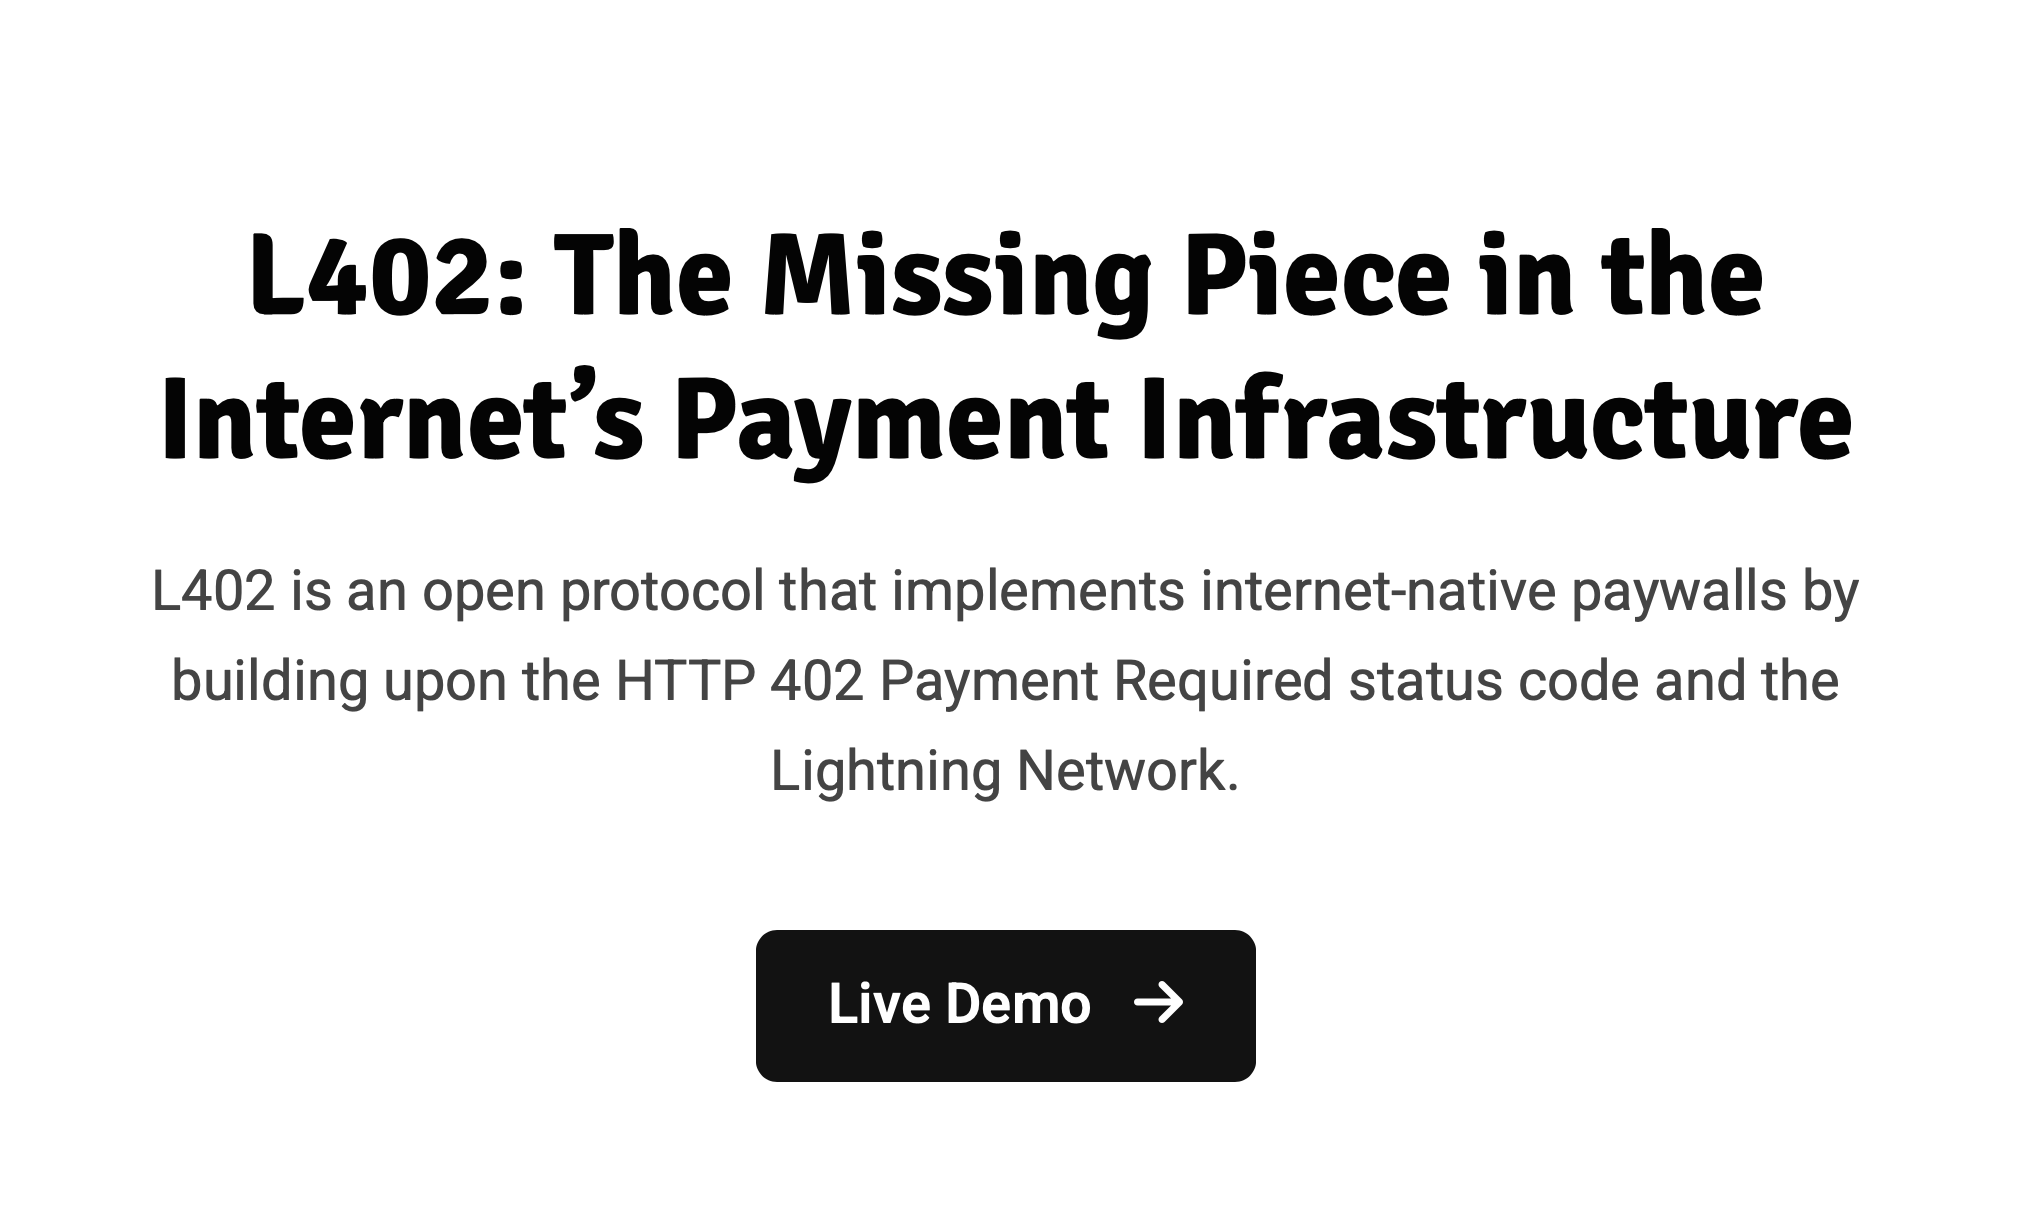 L402: The Missing Piece in the
Internet’s Payment Infrastructure
L402 is an open protocol that implements internet-native paywalls by
building upon the HTTP 402 Payment Required status code and the
Lightning Network.
Live Demo →